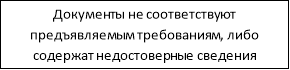 Документы не соответствуют
предъявляемым требованиям, либо
содержат недостоверные сведения